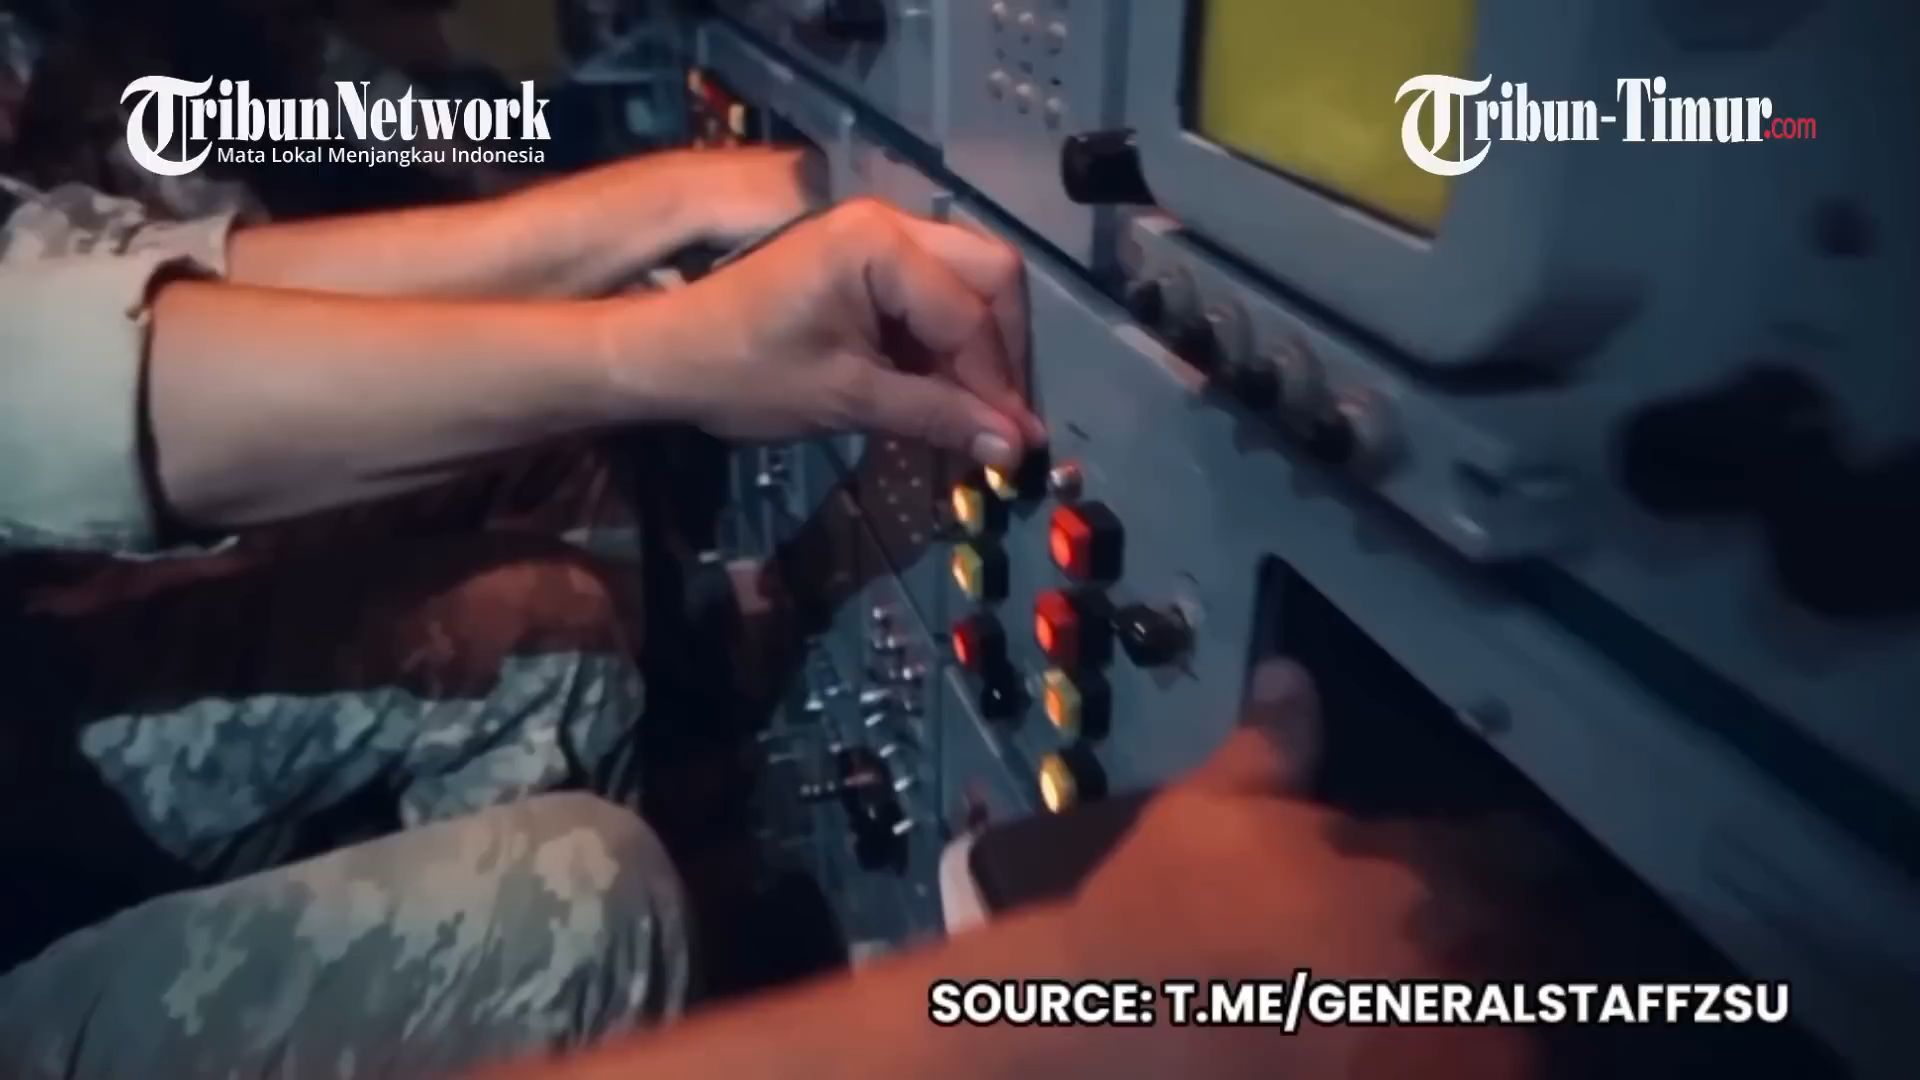 TribunNetwork
Mata Lokal Menjangkau Indonesia
Tribun-Timur.com
SOURCE: T.ME/GENERALSTAFFZSU